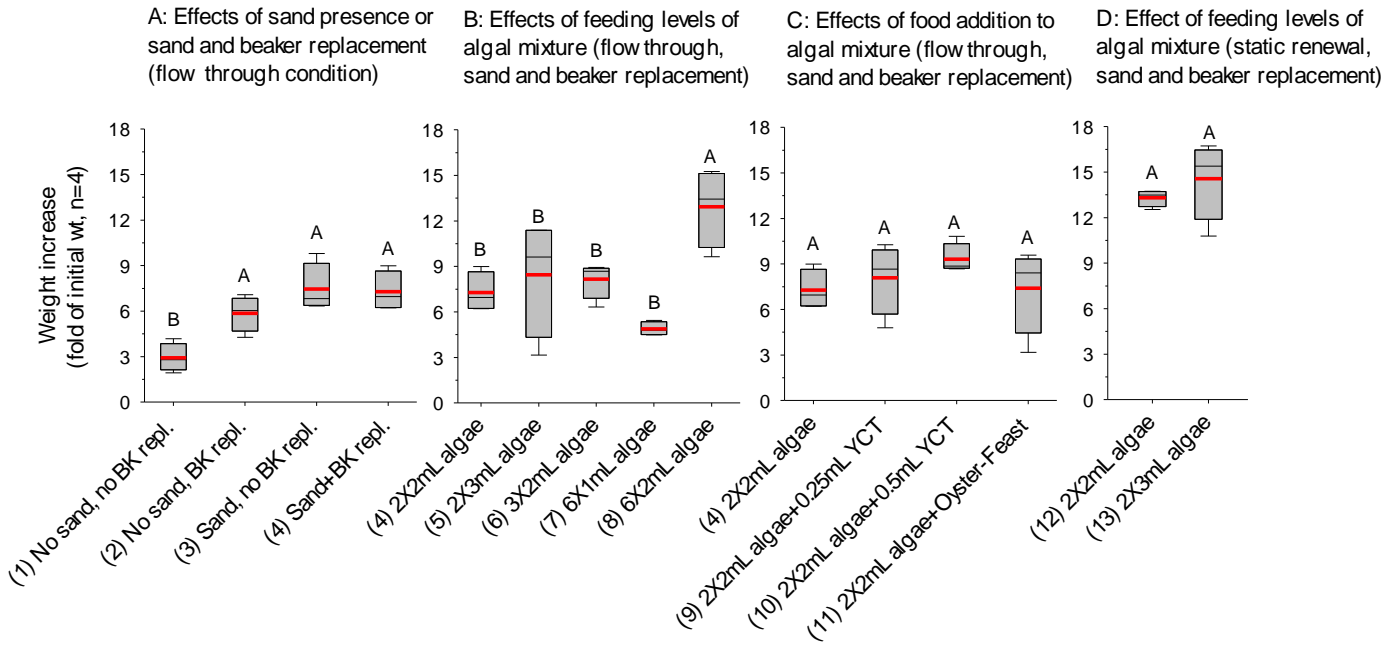 A: Effects of sand presence or
sand and beaker replacement
(flow through condition)
B: Effects of feeding levels of
algal mixture (flow through,
sand and beaker replacement)
C: Effects of food addition to
algal mixture (flow through,
sand and beaker replacement)
D: Effect of feeding levels of
algal mixture (static renewal,
sand and beaker replacement)
Weight increase
(fold of initial wt, n=4)
18
15
12
9
6
3
0
B
A
A
A
(1) No sand, no BK repl.
(2) No sand, BK repl.
(3) Sand, no BK repl.
(4) Sand+BK repl.
18
15
12
9
6
3
0
B
B
B
B
A
(4) 2X2mL algae
(5) 2X3mL algae
(6) 3X2mL algae
(7) 6X1mL algae
(8) 6X2mL algae
18
15
12
9
6
3
0
A
A
A
A
(4) 2X2mL algae
(9) 2X2mL algae+0.25mL YCT
(10) 2X2mL algae+0.5mL YCT
(11) 2X2mL algae+Oyster-Feast
18
15
12
9
6
3
0
A
A
(12) 2X2mL algae
(13) 2X3mL algae